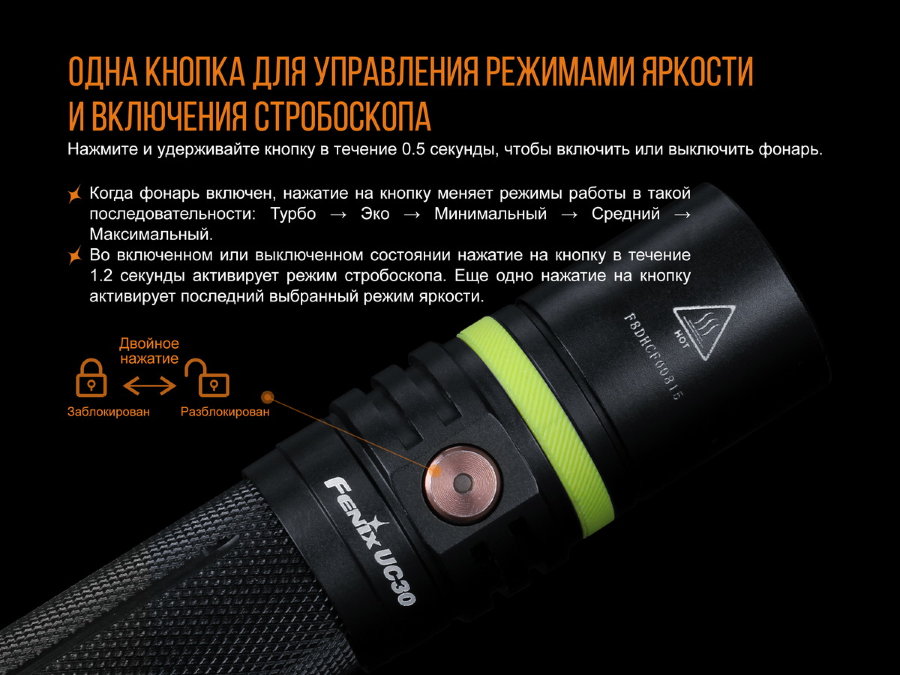 ОДНА КНОПКА ДЛЯ УПРАВЛЕНИЯ РЕЖИМАМИ ЯРКОСТИ
И ВКЛЮЧЕНИЯ СТРОБОСКОПА
Нажмите и удерживайте кнопку в течение 0.5 секунды, чтобы включить или выключить фонарь.
Когда фонарь включен, нажатие на кнопку меняет режимы работы в такой
последовательности: Турбо → Эко → Минимальный → Средний →
Максимальный.
Во включенном или выключенном состоянии нажатие на кнопку в течение
1.2 секунды активирует режим стробоскопа. Еще одно нажатие на кнопку
активирует последний выбранный режим яркости.
Двойное
нажатие
Заблокирован
Разблокирован
HOT
F8DHCF00315
FENIX UC30